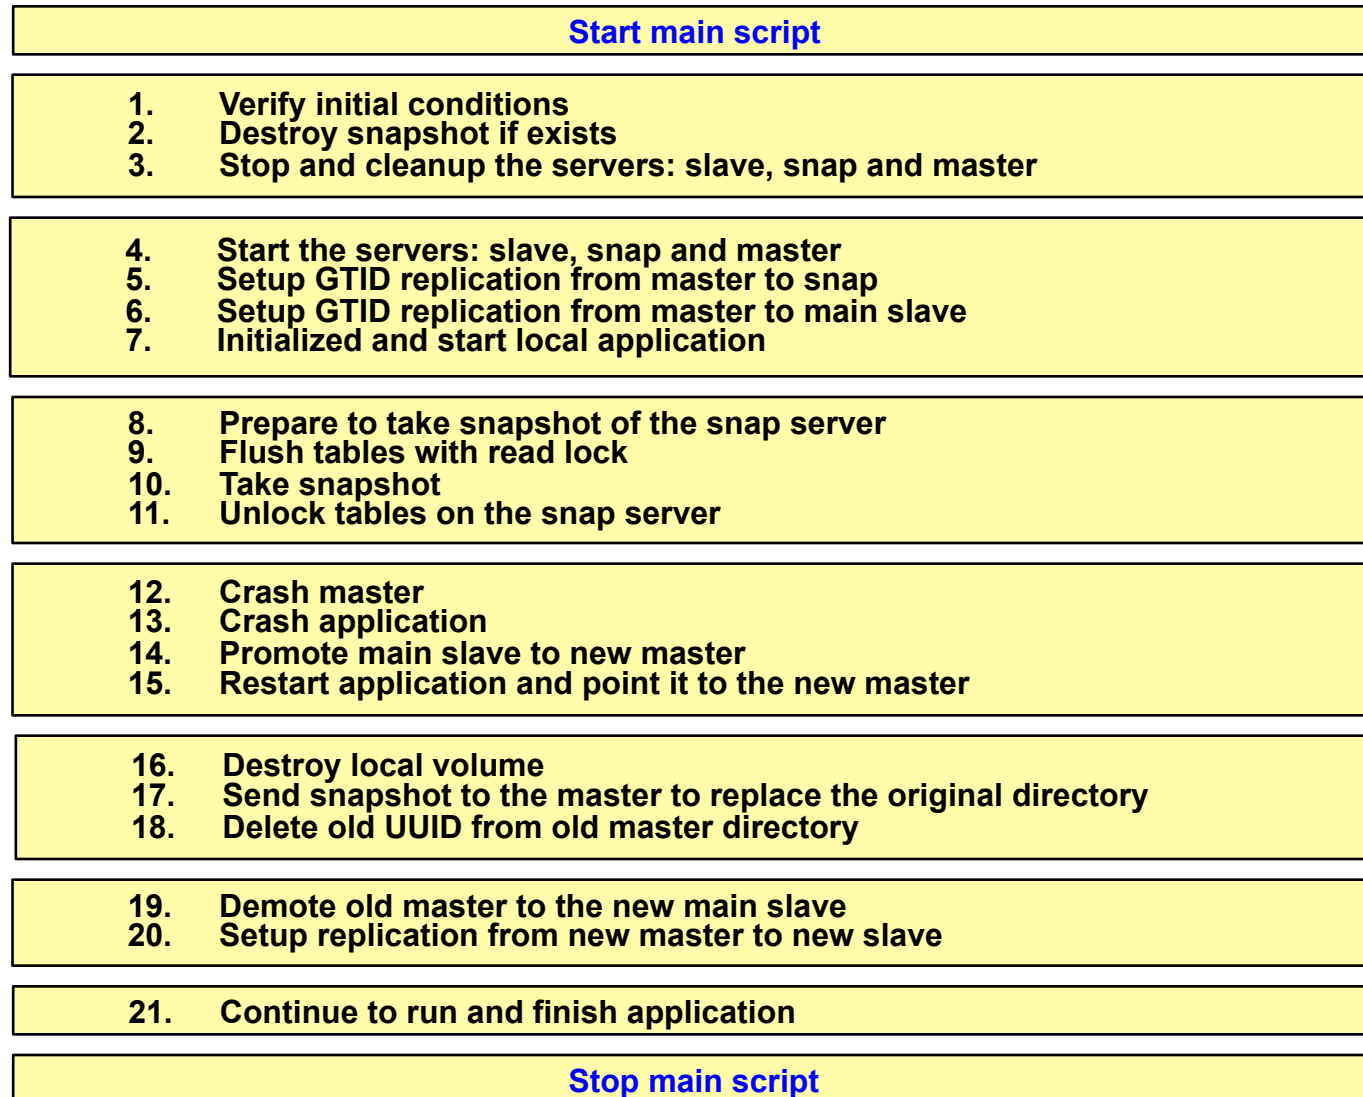 Start main script
1. Verify initial conditions
2. Destroy snapshot if exists
3. Stop and cleanup the servers: slave, snap and master
4. Start the servers: slave, snap and master
5. Setup GTID replication from master to snap
6. Setup GTID replication from master to main slave
7. Initialized and start local application
8. Prepare to take snapshot of the snap server
9. Flush tables with read lock
10. Take snapshot
11. Unlock tables on the snap server
12. Crash master
13. Crash application
14. Promote main slave to new master
15. Restart application and point it to the new master
16. Destroy local volume
17. Send snapshot to the master to replace the original directory
18. Delete old UUID from old master directory
19. Demote old master to the new main slave
20. Setup replication from new master to new slave
21. Continue to run and finish application
Stop main script